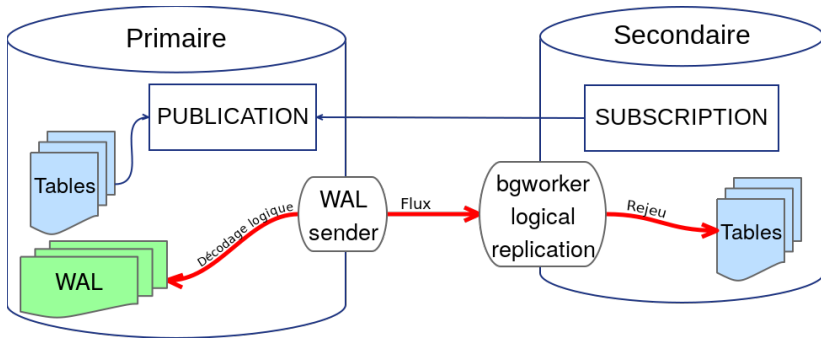 Primaire
Secondaire
PUBLICATION
SUBSCRIPTION
Tables
WAL
sender
Flux
bgworker
logical
replication
Rejeu
Tables
Décodage logique
WAL